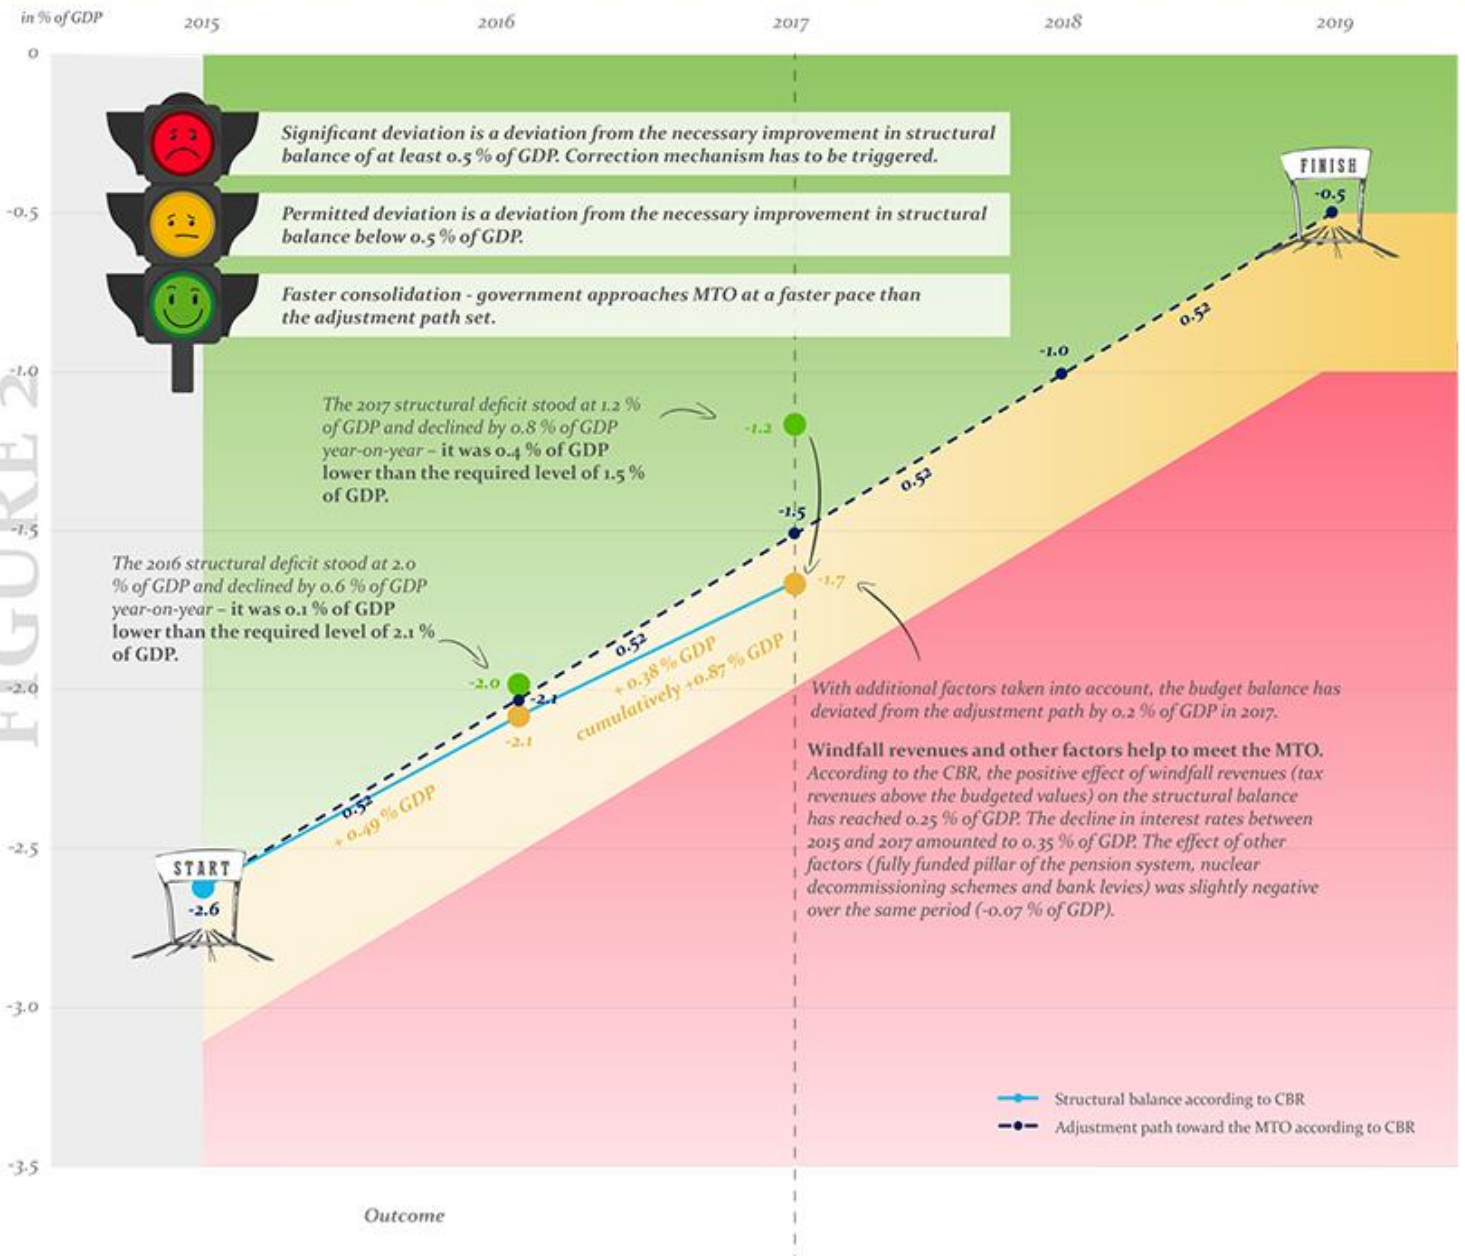 in % of GDP
2015 2016 2017 2018 2019
0
-0.5
-1.0
-1.5
-2.0
-2.5
-3.0
-3.5
FIGURE 2
Significant deviation is a deviation from the necessary improvement in structural
balance of at least 0.5 % of GDP. Correction mechanism has to be triggered.
Permitted deviation is a deviation from the necessary improvement in structural
balance below 0.5 % of GDP.
Faster consolidation - government approaches MTO at a faster pace than
the adjustment path set.
FINISH
-0.5
0.52
-1.0
The 2017 structural deficit stood at 1.2 %
of GDP and declined by 0.8 % of GDP
year-on-year – it was 0.4 % of GDP
lower than the required level of 1.5 %
of GDP.
-1.2
0.52
-1.5
The 2016 structural deficit stood at 2.0
% of GDP and declined by 0.6 % of GDP
year-on-year – it was 0.1 % of GDP
lower than the required level of 2.1 %
of GDP.
-1.7
0.52
+ 0.38 % GDP
cumulatively +0.87 % GDP
-2.0
-2.1
-2.1
0.52
+ 0.49 % GDP
START
-2.6
With additional factors taken into account, the budget balance has
deviated from the adjustment path by 0.2 % of GDP in 2017.
Windfall revenues and other factors help to meet the MTO.
According to the CBR, the positive effect of windfall revenues (tax
revenues above the budgeted values) on the structural balance
has reached 0.25 % of GDP. The decline in interest rates between
2015 and 2017 amounted to 0.35 % of GDP. The effect of other
factors (fully funded pillar of the pension system, nuclear
decommissioning schemes and bank levies) was slightly negative
over the same period (-0.07 % of GDP).
Structural balance according to CBR
Adjustment path toward the MTO according to CBR
Outcome